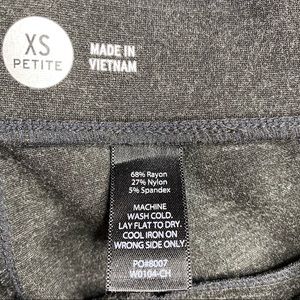 XS
PETITE
MADE IN
VIETNAM
68% Rayon
27% Nylon
5% Spandex
MACHINE
WASH COLD.
LAY FLAT TO DRY.
COOL IRON ON
WRONG SIDE ONLY.
PO#8007
W0104-CH